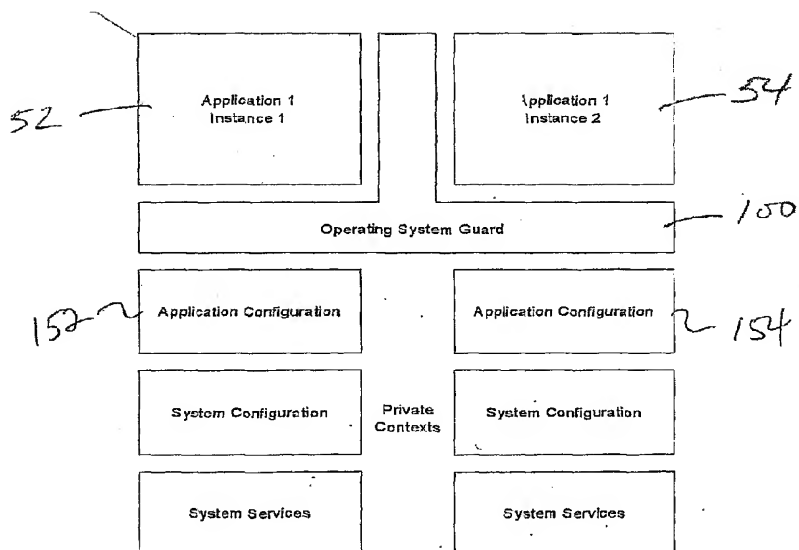 Application 1
Instance 1
Application 1
Instance 2
52
54
Operating System Guard
100
Application Configuration
Application Configuration
152
154
System Configuration
Private
Contexts
System Configuration
System Services
System Services